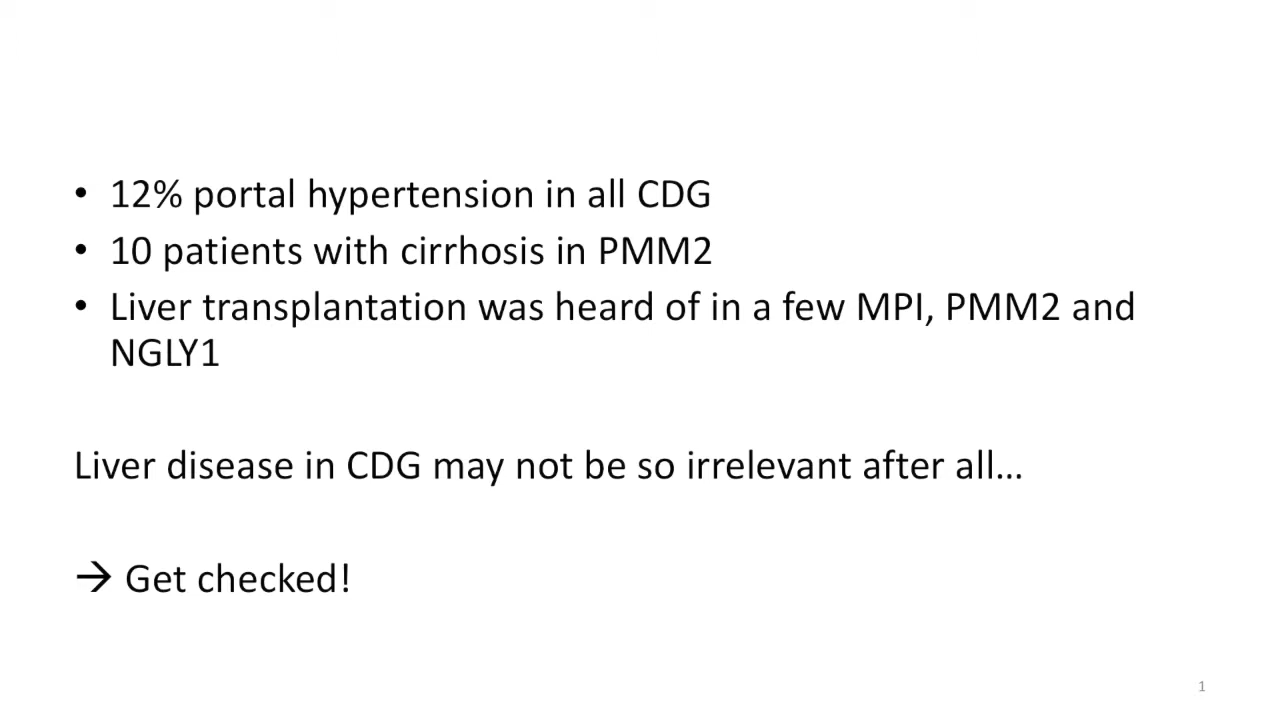 • 12% portal hypertension in all CDG
• 10 patients with cirrhosis in PMM2
• Liver transplantation was heard of in a few MPI, PMM2 and
NGLY1
Liver disease in CDG may not be so irrelevant after all...
→ Get checked!
1